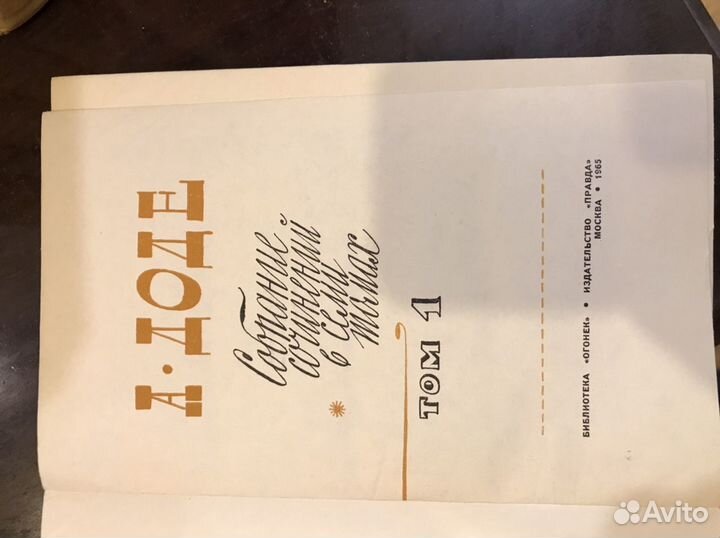 А·ДОДЕ
Собрание
сочинений
в семи
томах
ТОМ 1
БИБЛИОТЕКА «ОГОНЕК» • ИЗДАТЕЛЬСТВО «ПРАВДА»
МОСКВА • 1965
Avito